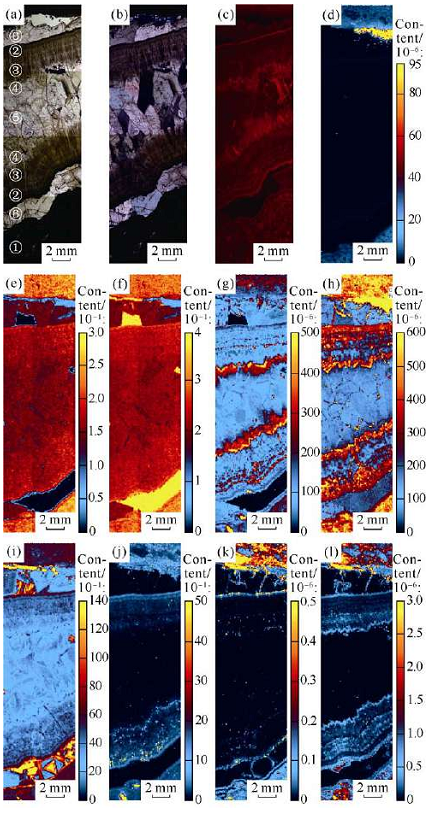 (a)
②
③
④
⑤
④
③
②
⑥
①
2 mm
(b)
2 mm
(c)
2 mm
(d)
Con-
tent/
10⁻⁶:
95
80
60
40
20
0
2 mm
(e)
Con-
tent/
10⁻¹:
3.0
2.5
2.0
1.5
1.0
0.5
0
2 mm
(f)
Con-
tent/
10⁻¹:
4
3
2
1
0
2 mm
(g)
Con-
tent/
10⁻⁶:
500
400
300
200
100
0
2 mm
(h)
Con-
tent/
10⁻⁶:
600
500
400
300
200
100
0
2 mm
(i)
Con-
tent/
10⁻¹:
140
120
100
80
60
40
20
0
2 mm
(j)
Con-
tent/
10⁻⁶:
50
40
30
20
10
0
2 mm
(k)
Con-
tent/
10⁻⁶:
0.5
0.4
0.3
0.2
0.1
0
2 mm
(l)
Con-
tent/
10⁻⁶:
3.0
2.5
2.0
1.5
1.0
0.5
0
2 mm